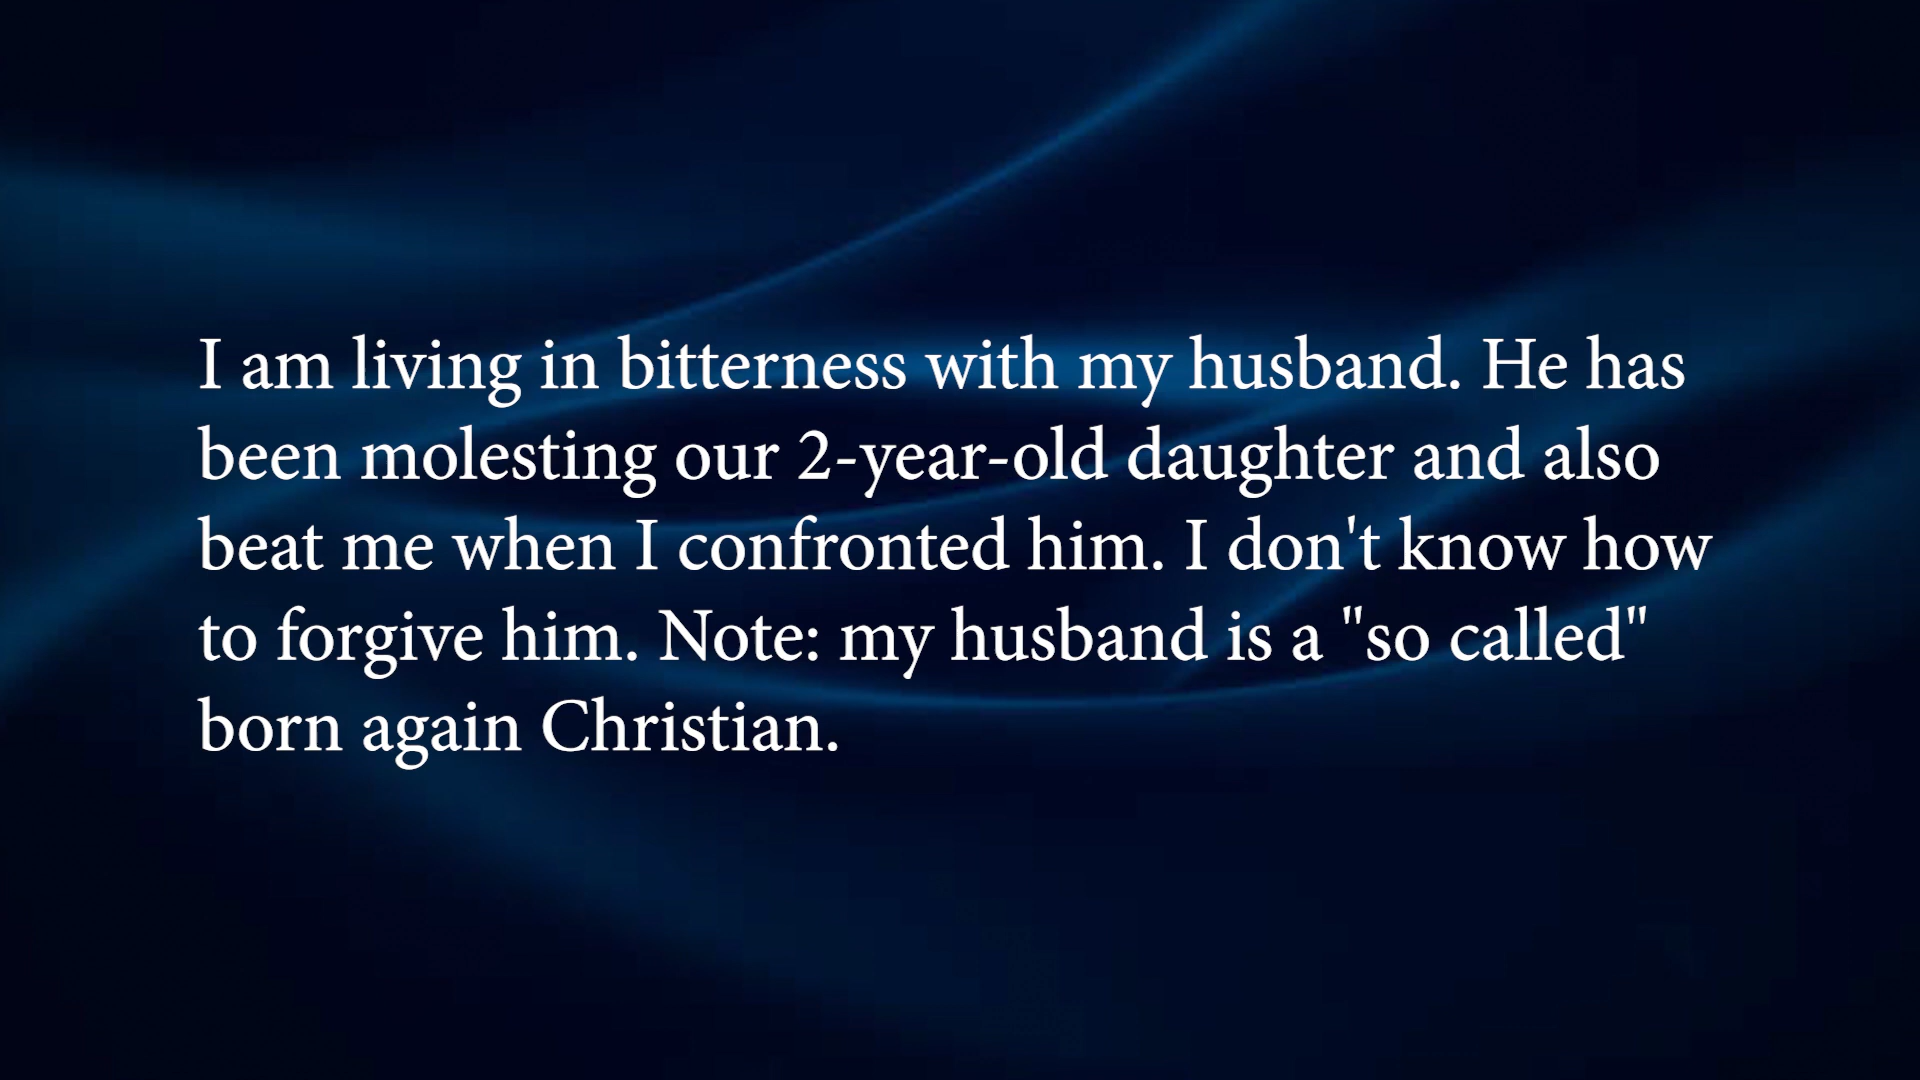 I am living in bitterness with my husband. He has
been molesting our 2-year-old daughter and also
beat me when I confronted him. I don't know how
to forgive him. Note: my husband is a "so called"
born again Christian.